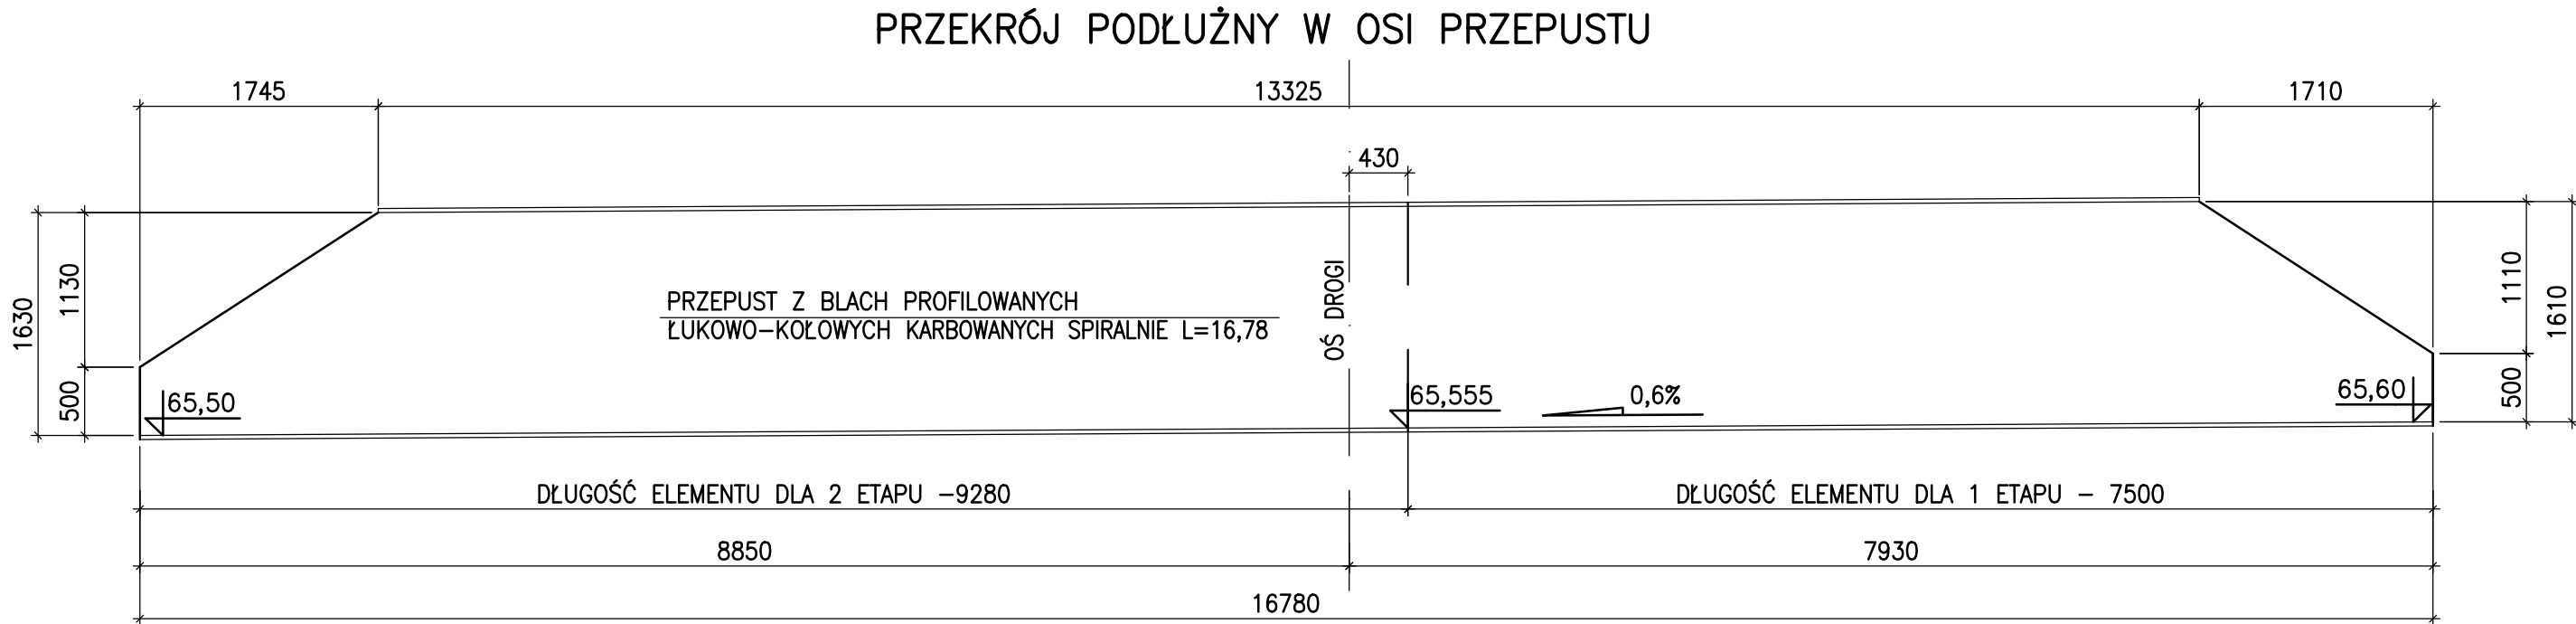 PRZEKRÓJ PODŁUŻNY W OSI PRZEPUSTU
1745
13325
1710
430
1630
1130
500
PRZEPUST Z BLACH PROFILOWANYCH
ŁUKOWO-KOŁOWYCH KARBOWANYCH SPIRALNIE L=16,78
OŚ DROGI
1110
1610
500
65,50
65,555
0,6%
65,60
DŁUGOŚĆ ELEMENTU DLA 2 ETAPU -9280
DŁUGOŚĆ ELEMENTU DLA 1 ETAPU - 7500
8850
7930
16780